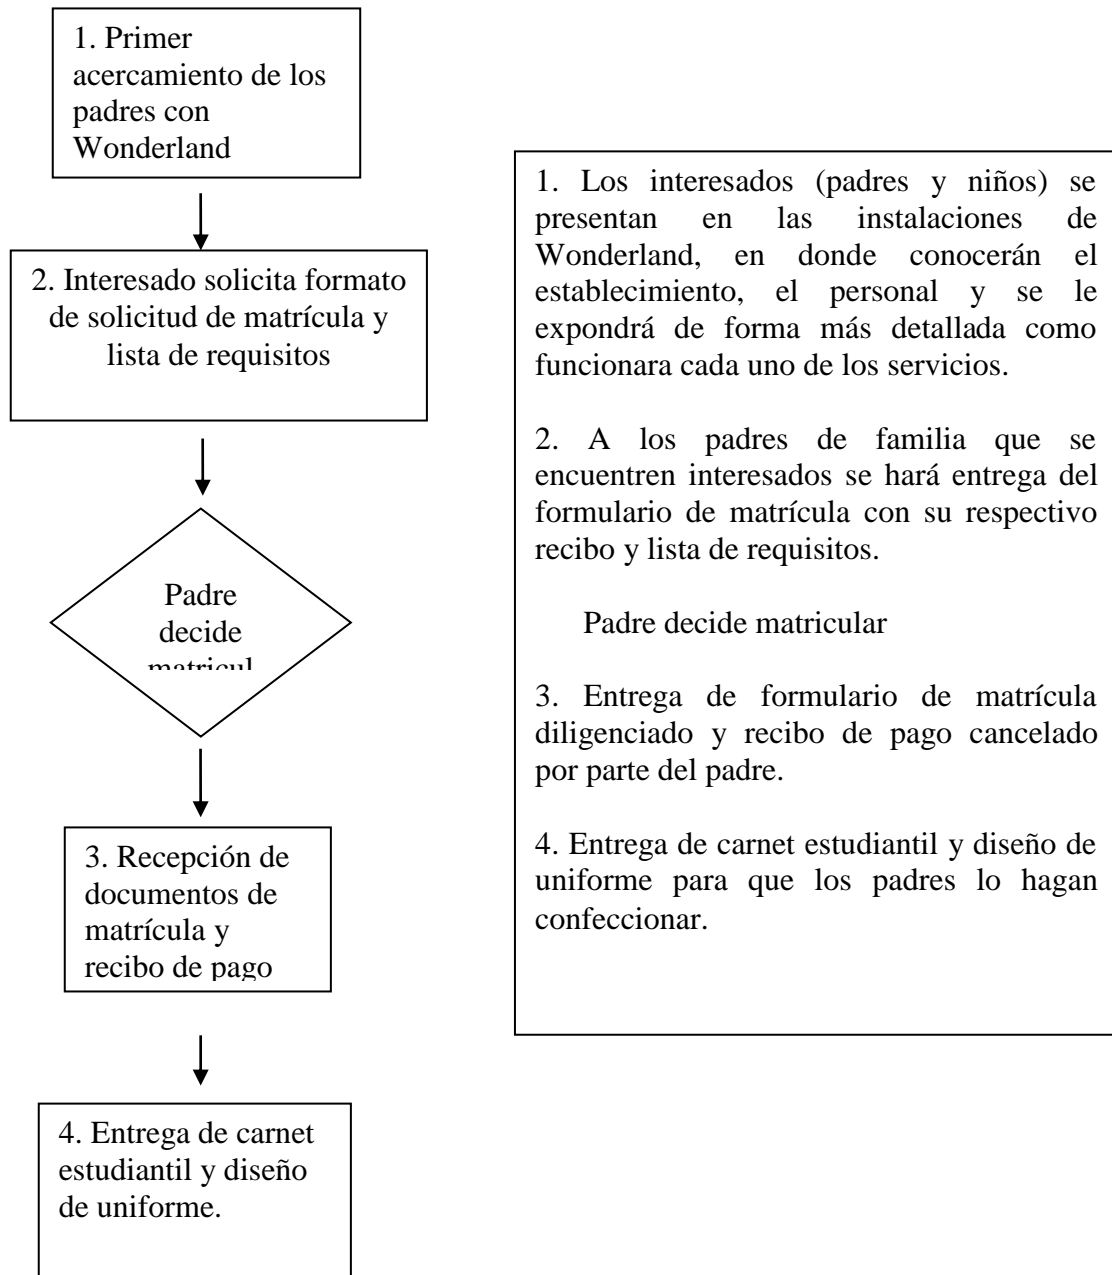 1. Primer
acercamiento de los
padres con
Wonderland
2. Interesado solicita formato
de solicitud de matrícula y
lista de requisitos
Padre
decide
matricul
3. Recepción de
documentos de
matrícula y
recibo de pago
4. Entrega de carnet
estudiantil y diseño
de uniforme.
1. Los interesados (padres y niños) se
presentan en las instalaciones de
Wonderland, en donde conocerán el
establecimiento, el personal y se le
expondrá de forma más detallada como
funcionara cada uno de los servicios.
2. A los padres de familia que se
encuentren interesados se hará entrega del
formulario de matrícula con su respectivo
recibo y lista de requisitos.
Padre decide matricular
3. Entrega de formulario de matrícula
diligenciado y recibo de pago cancelado
por parte del padre.
4. Entrega de carnet estudiantil y diseño de
uniforme para que los padres lo hagan
confeccionar.